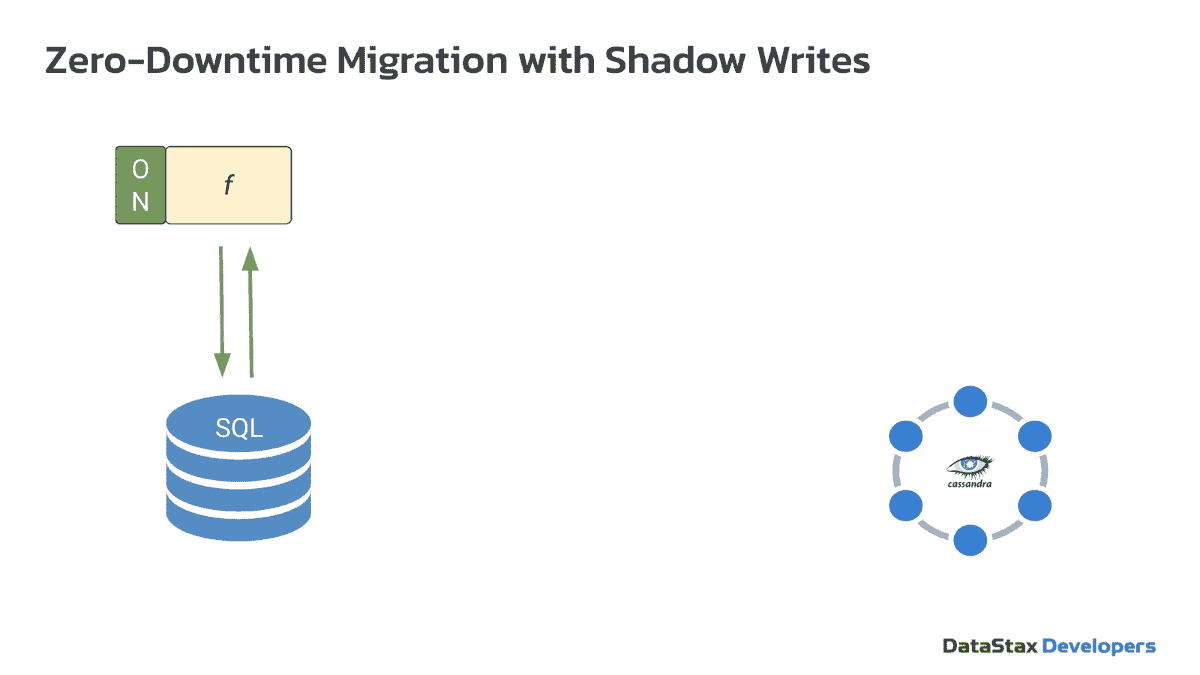 Zero-Downtime Migration with Shadow Writes
O
N
f
SQL
cassandra
DataStax Developers